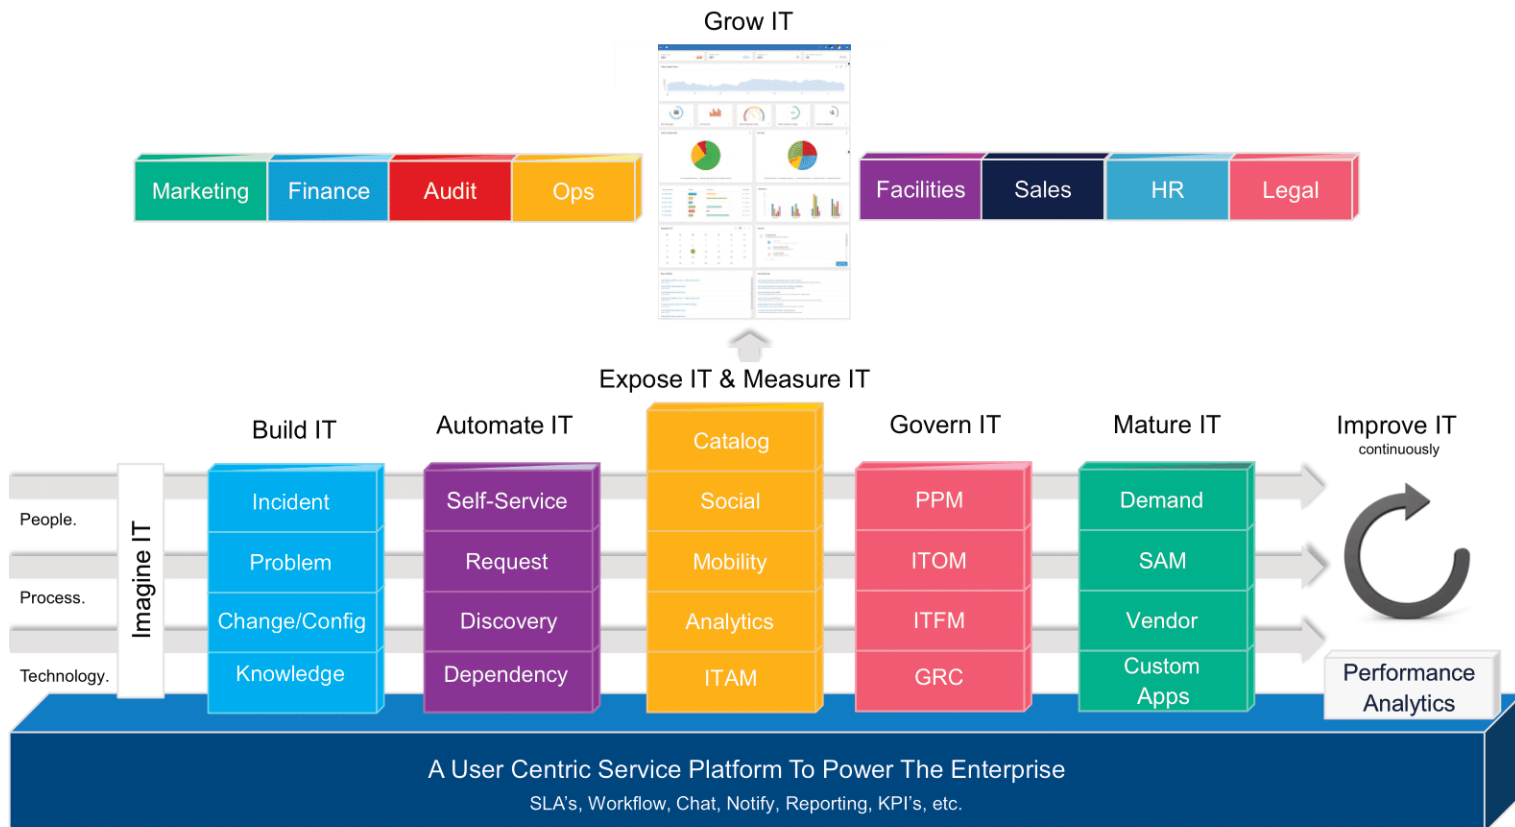 Grow IT
Marketing
Finance
Audit
Ops
Facilities
Sales
HR
Legal
Expose IT & Measure IT
Build IT
Automate IT
Govern IT
Mature IT
Improve IT
continuously
People.
Process.
Technology.
Imagine IT
Incident
Problem
Change/Config
Knowledge
Self-Service
Request
Discovery
Dependency
Catalog
Social
Mobility
Analytics
ITAM
PPM
ITOM
ITFM
GRC
Demand
SAM
Vendor
Custom
Apps
Performance
Analytics
A User Centric Service Platform To Power The Enterprise
SLA's, Workflow, Chat, Notify, Reporting, KPI's, etc.